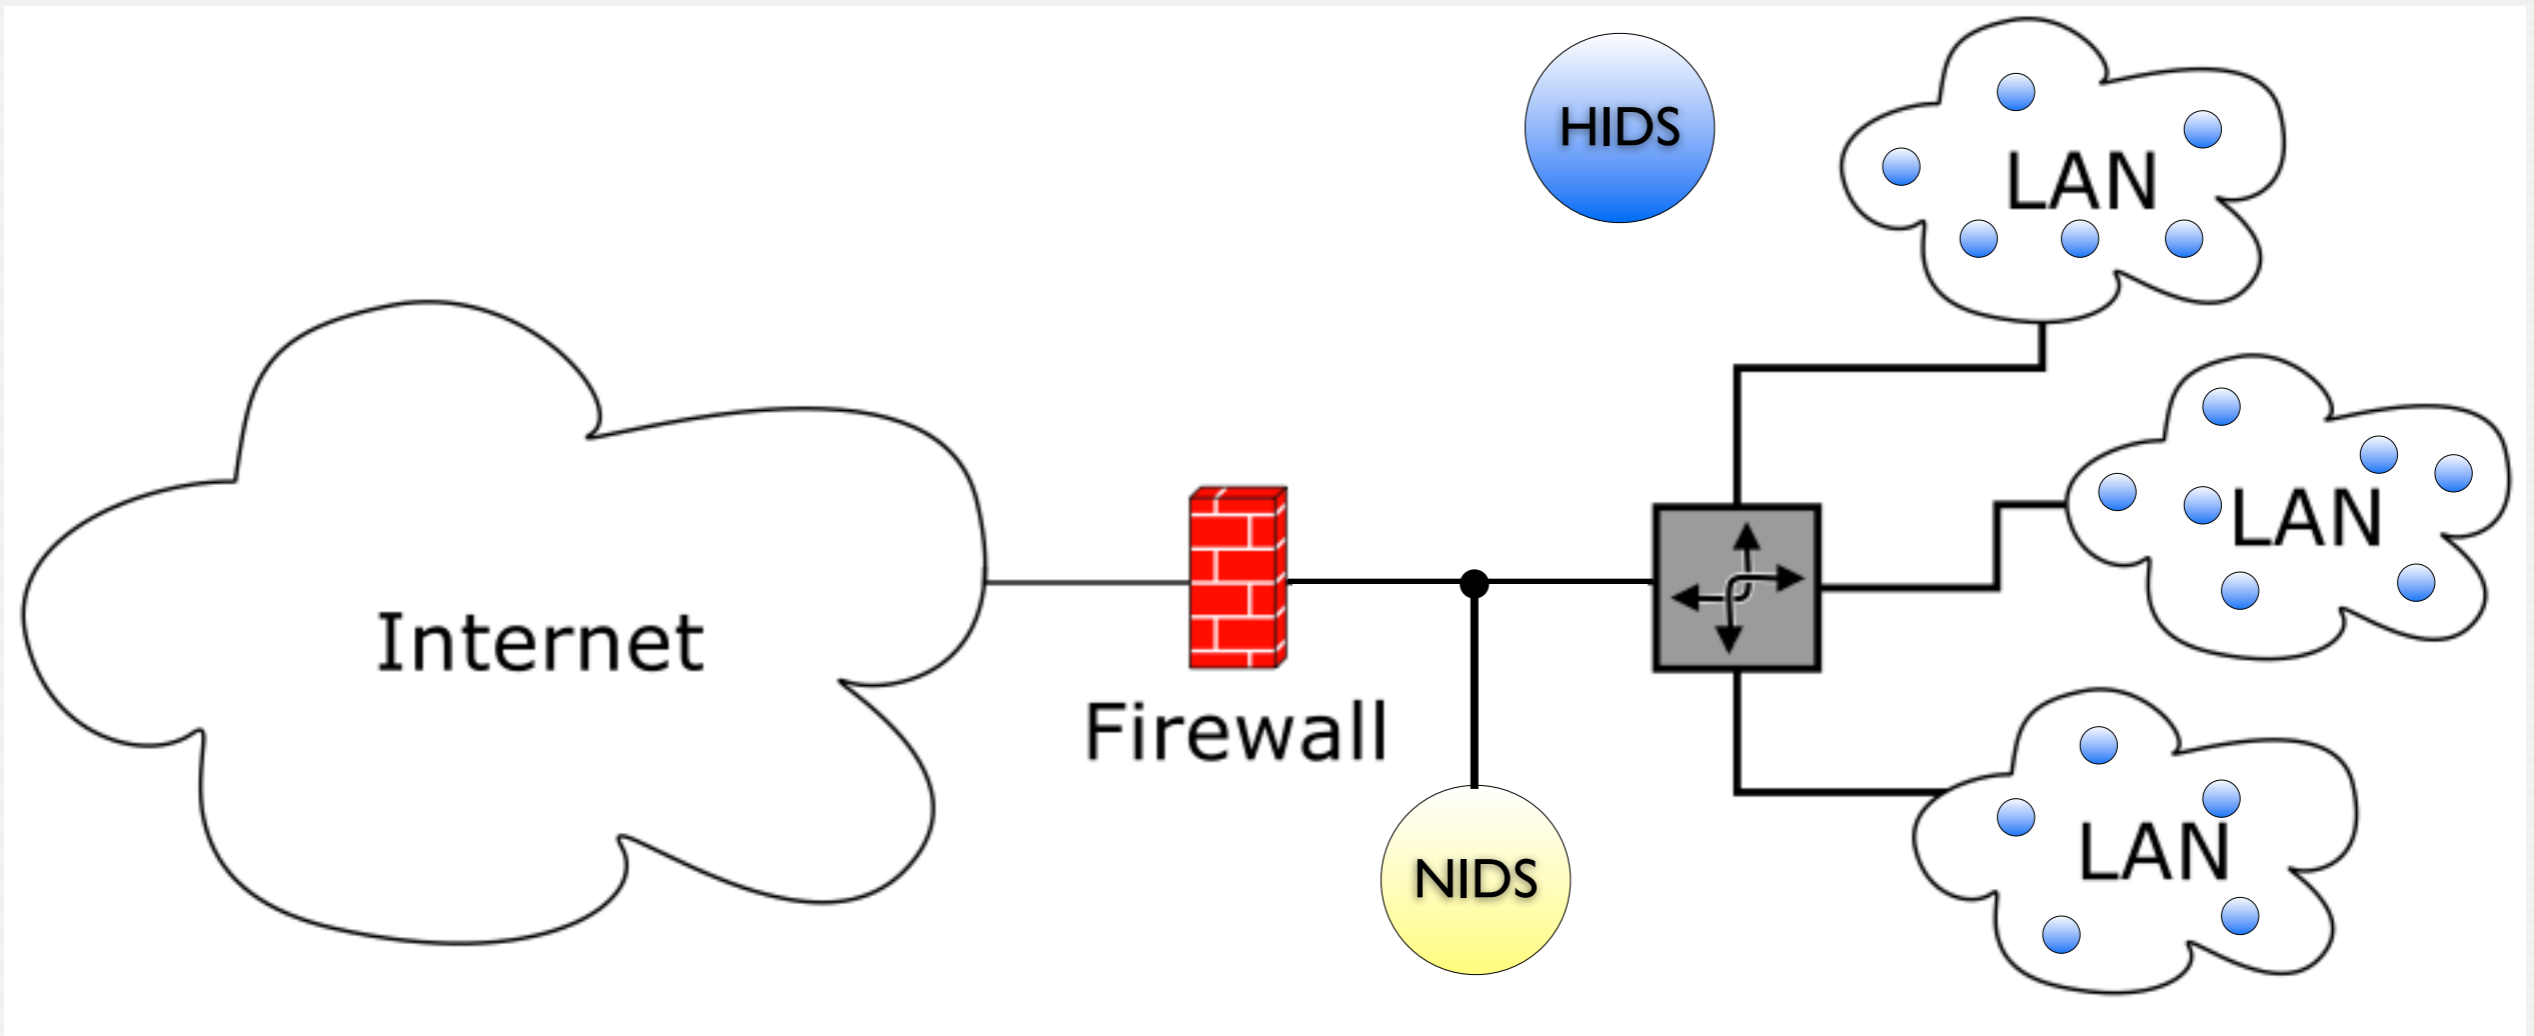 HIDS
LAN
LAN
Internet
Firewall
NIDS
LAN